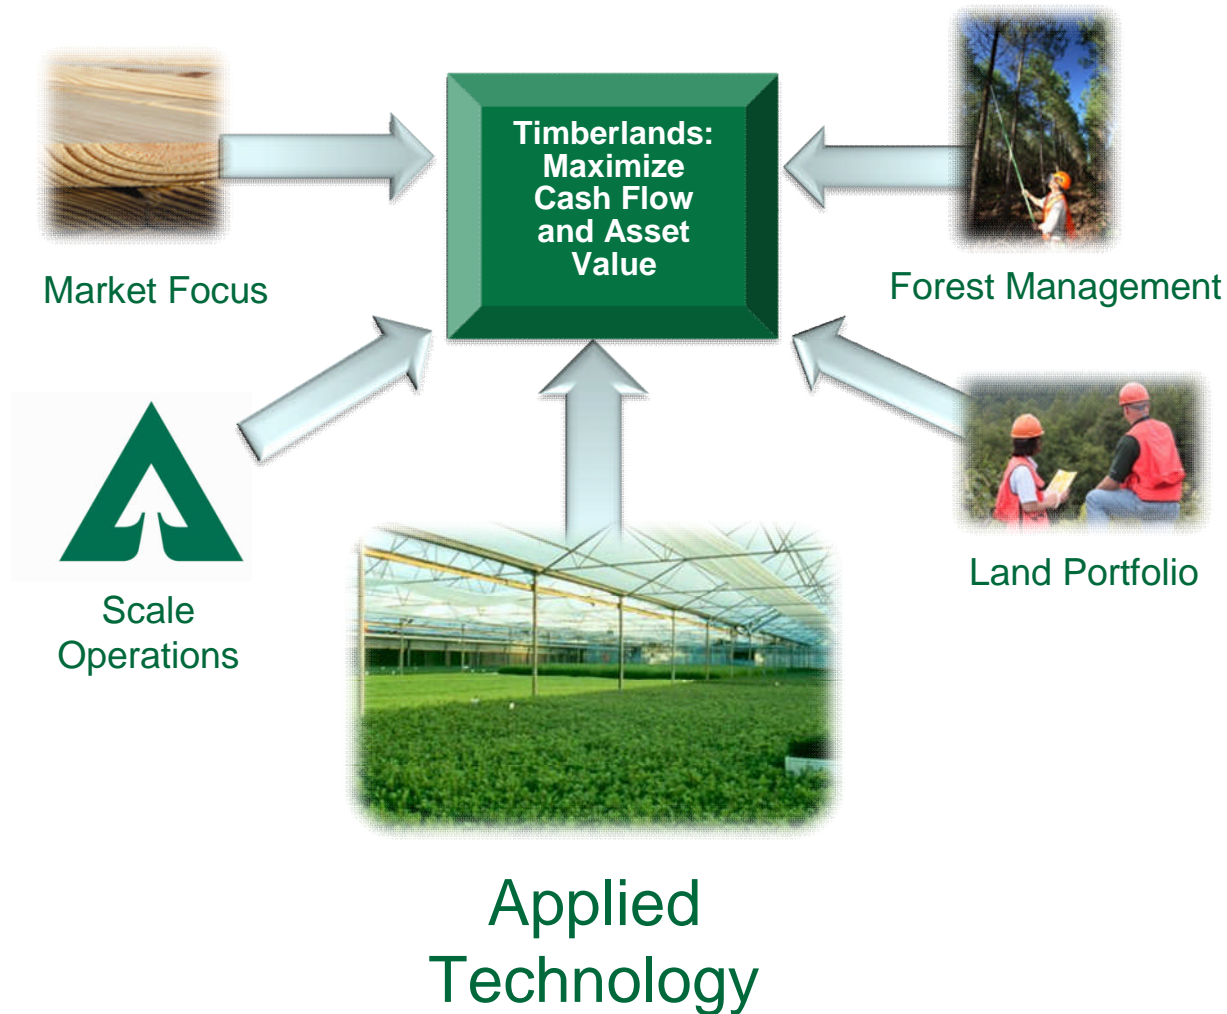 Timberlands:
Maximize
Cash Flow
and Asset
Value
Market Focus
Forest Management
Scale
Operations
Land Portfolio
Applied
Technology